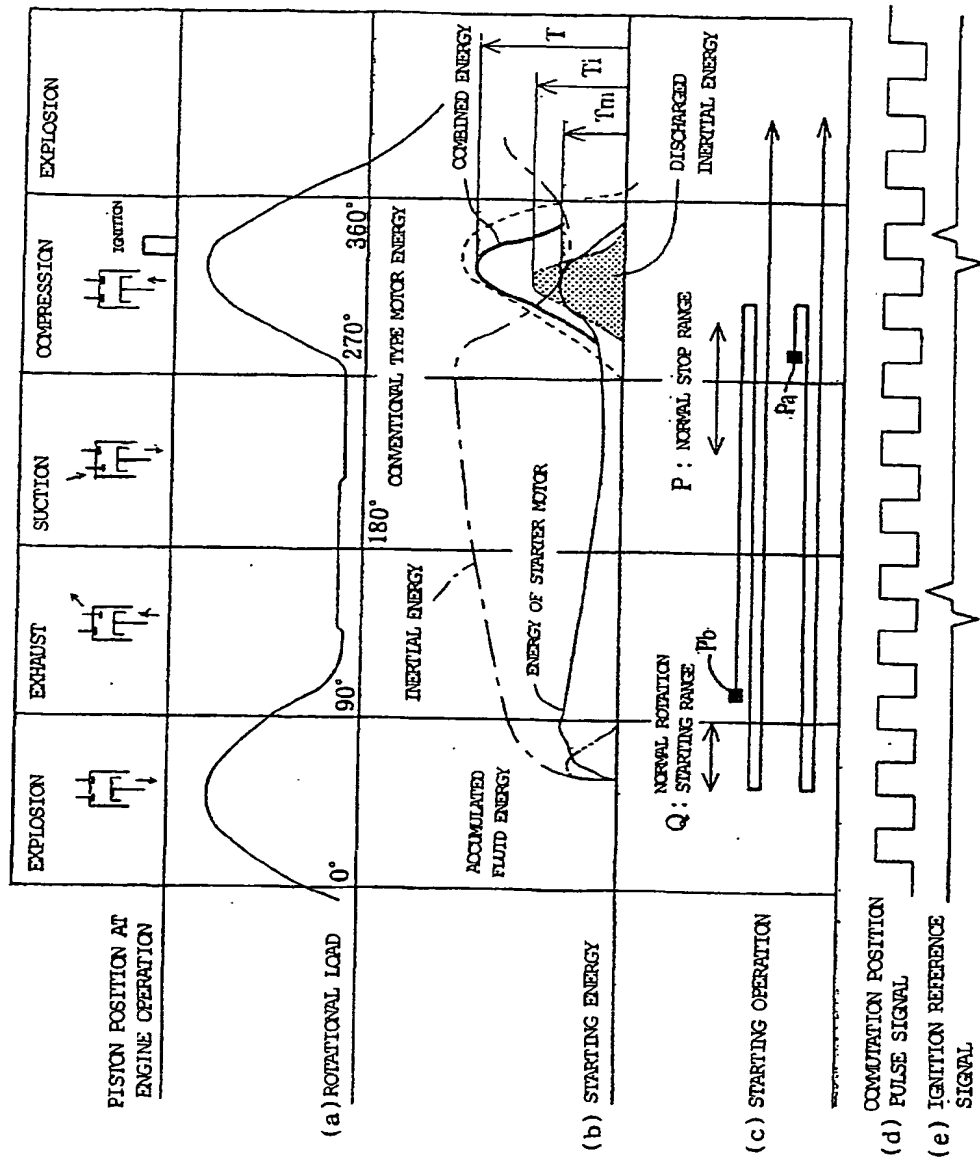 EXPLOSION
EXHAUST
SUCTION
COMPRESSION
EXPLOSION
PISTON POSITION AT
ENGINE OPERATION
IGNITION
(a) ROTATIONAL LOAD
0°
90°
180°
270°
360°
(b) STARTING ENERGY
ACCUMULATED
FLUID ENERGY
INERTIAL ENERGY
ENERGY OF STARTER MOTOR
CONVENTIONAL TYPE MOTOR ENERGY
COMBINED ENERGY
T
Ti
Tm
DISCHARGED
INERTIAL ENERGY
(c) STARTING OPERATION
NORMAL ROTATION
Q: STARTING RANGE
Pb
P: NORMAL STOP RANGE
Pa
COMMUTATION POSITION
(d) PULSE SIGNAL
(e) IGNITION REFERENCE
SIGNAL